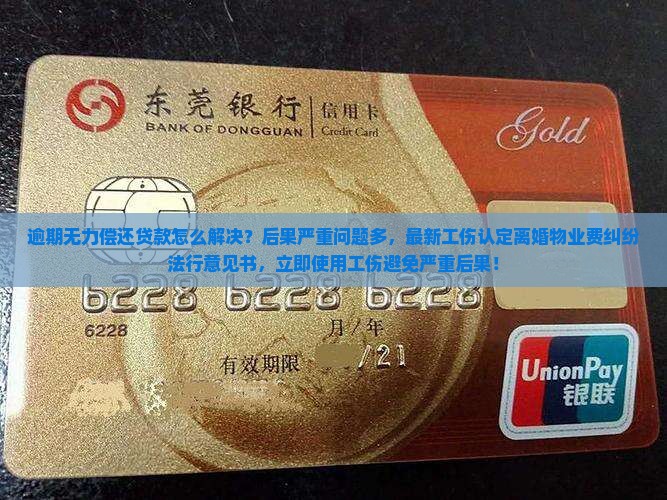 东莞银行 信用卡
BANK OF DONGGUAN Credit Card
Gold
逾期无力偿还贷款怎么解决？后果严重问题多，最新工伤认定离婚物业费纠纷
法行意见书，立即使用工伤避免严重后果！
6228 6228 6228
6228
月/年
有效期限 /21
UnionPay
银联